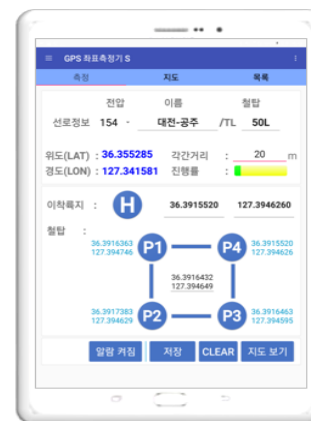 GPS 좌표측정기 S
측정 지도 목록
전압 이름 철탑
선로정보 154 - 대전-공주 /TL 50L
위도(LAT) : 36.355285 각간거리 : 20 m
경도(LON) : 127.341581 진행률 :
이착륙지 : H 36.3915520 127.3946260
철탑 :
36.3916363 P1 P4 36.3915520
127.394746 127.394626
36.3916432
127.394649
36.3917383 P2 P3 36.3916463
127.394629 127.394595
알람 켜짐 저장 CLEAR 지도 보기